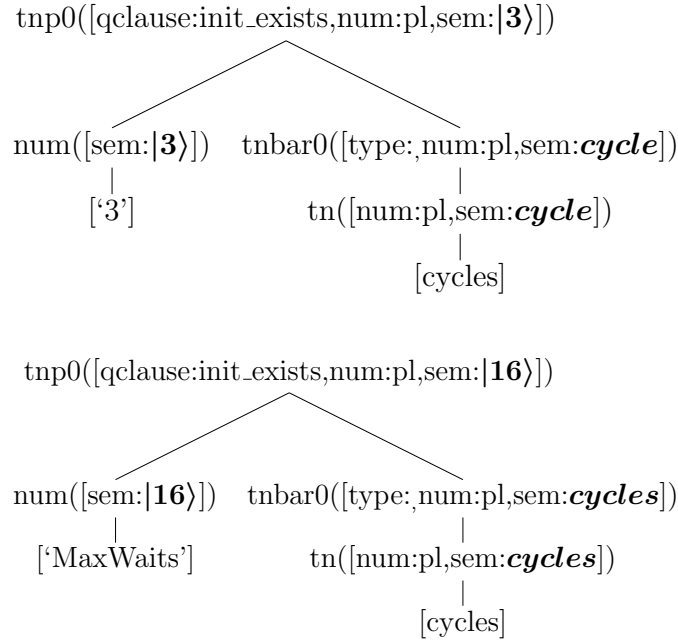 tnp0([qclause:init_exists,num:pl,sem:|3⟩])
num([sem:|3⟩]) tnbar0([type:,num:pl,sem:cycle])
[‘3’] tn([num:pl,sem:cycle])
[cycles]
tnp0([qclause:init_exists,num:pl,sem:|16⟩])
num([sem:|16⟩]) tnbar0([type:,num:pl,sem:cycles])
[‘MaxWaits’] tn([num:pl,sem:cycles])
[cycles]